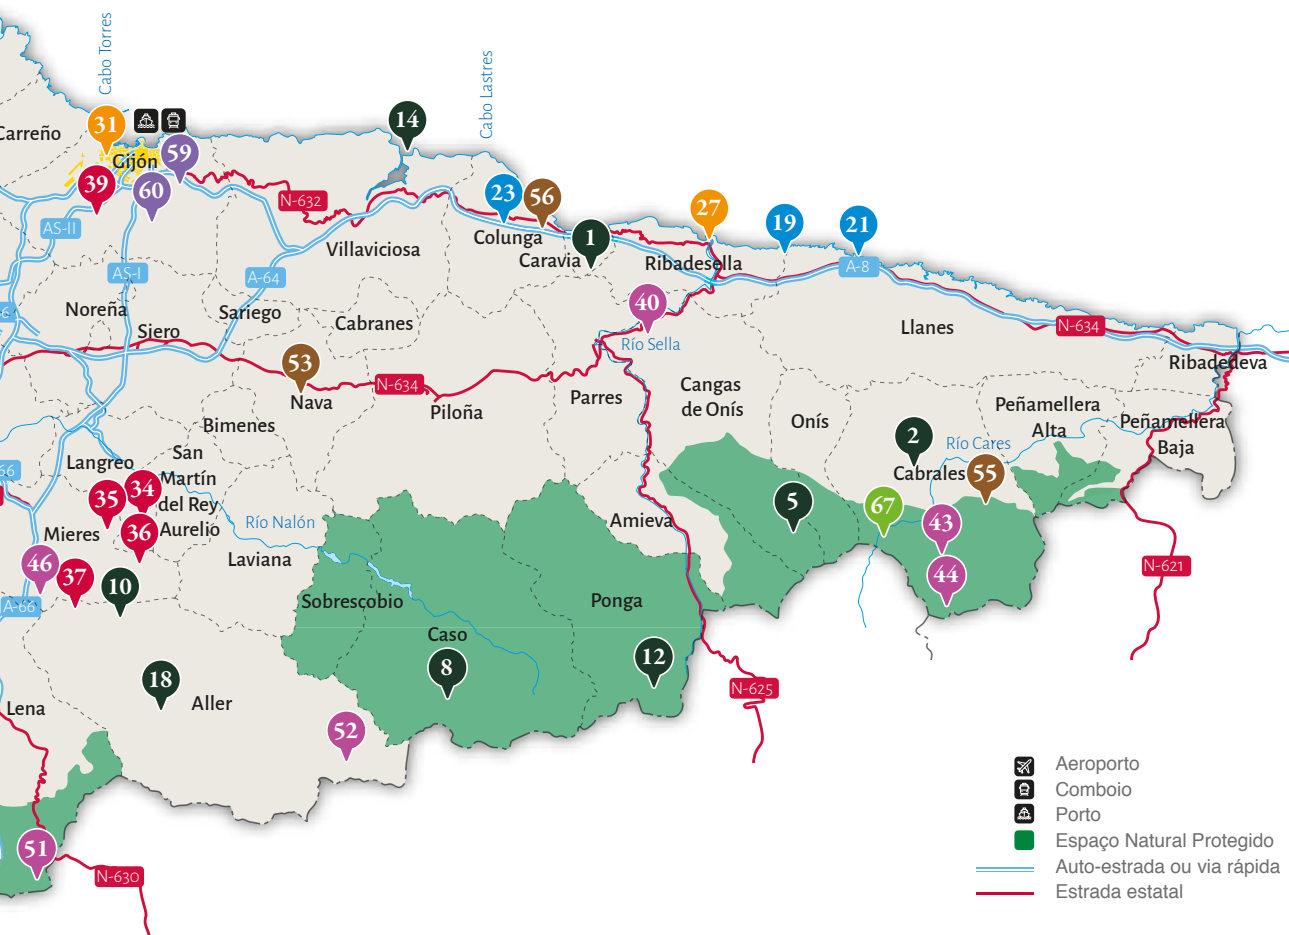 Cabo Torres
Cabo Lastres
Carreño
31
14
59
Gijón
39
60
N-632
23
56
27
19
21
AS-II
Colunga
1
Villaviciosa
Caravia
Ribadesella
A-8
AS-I
A-64
40
Noreña
Sariego
Cabranes
Siero
Río Sella
Llanes
N-634
Ribadedeva
53
N-634
Nava
Piloña
Parres
Cangas
de Onís
Onís
Peñamellera
Alta
Peñamellera
Baja
Bimenes
2
Río Cares
Cabrales
55
66
Langreo
San
Martín
del Rey
Aurelio
35
34
36
Mieres
Río Nalón
Laviana
Amieva
5
67
43
44
N-621
46
37
10
A-66
Sobrescobio
Ponga
Caso
8
12
18
Aller
Lena
52
N-625
51
N-630
Aeroporto
Comboio
Porto
Espaço Natural Protegido
Auto-estrada ou via rápida
Estrada estatal